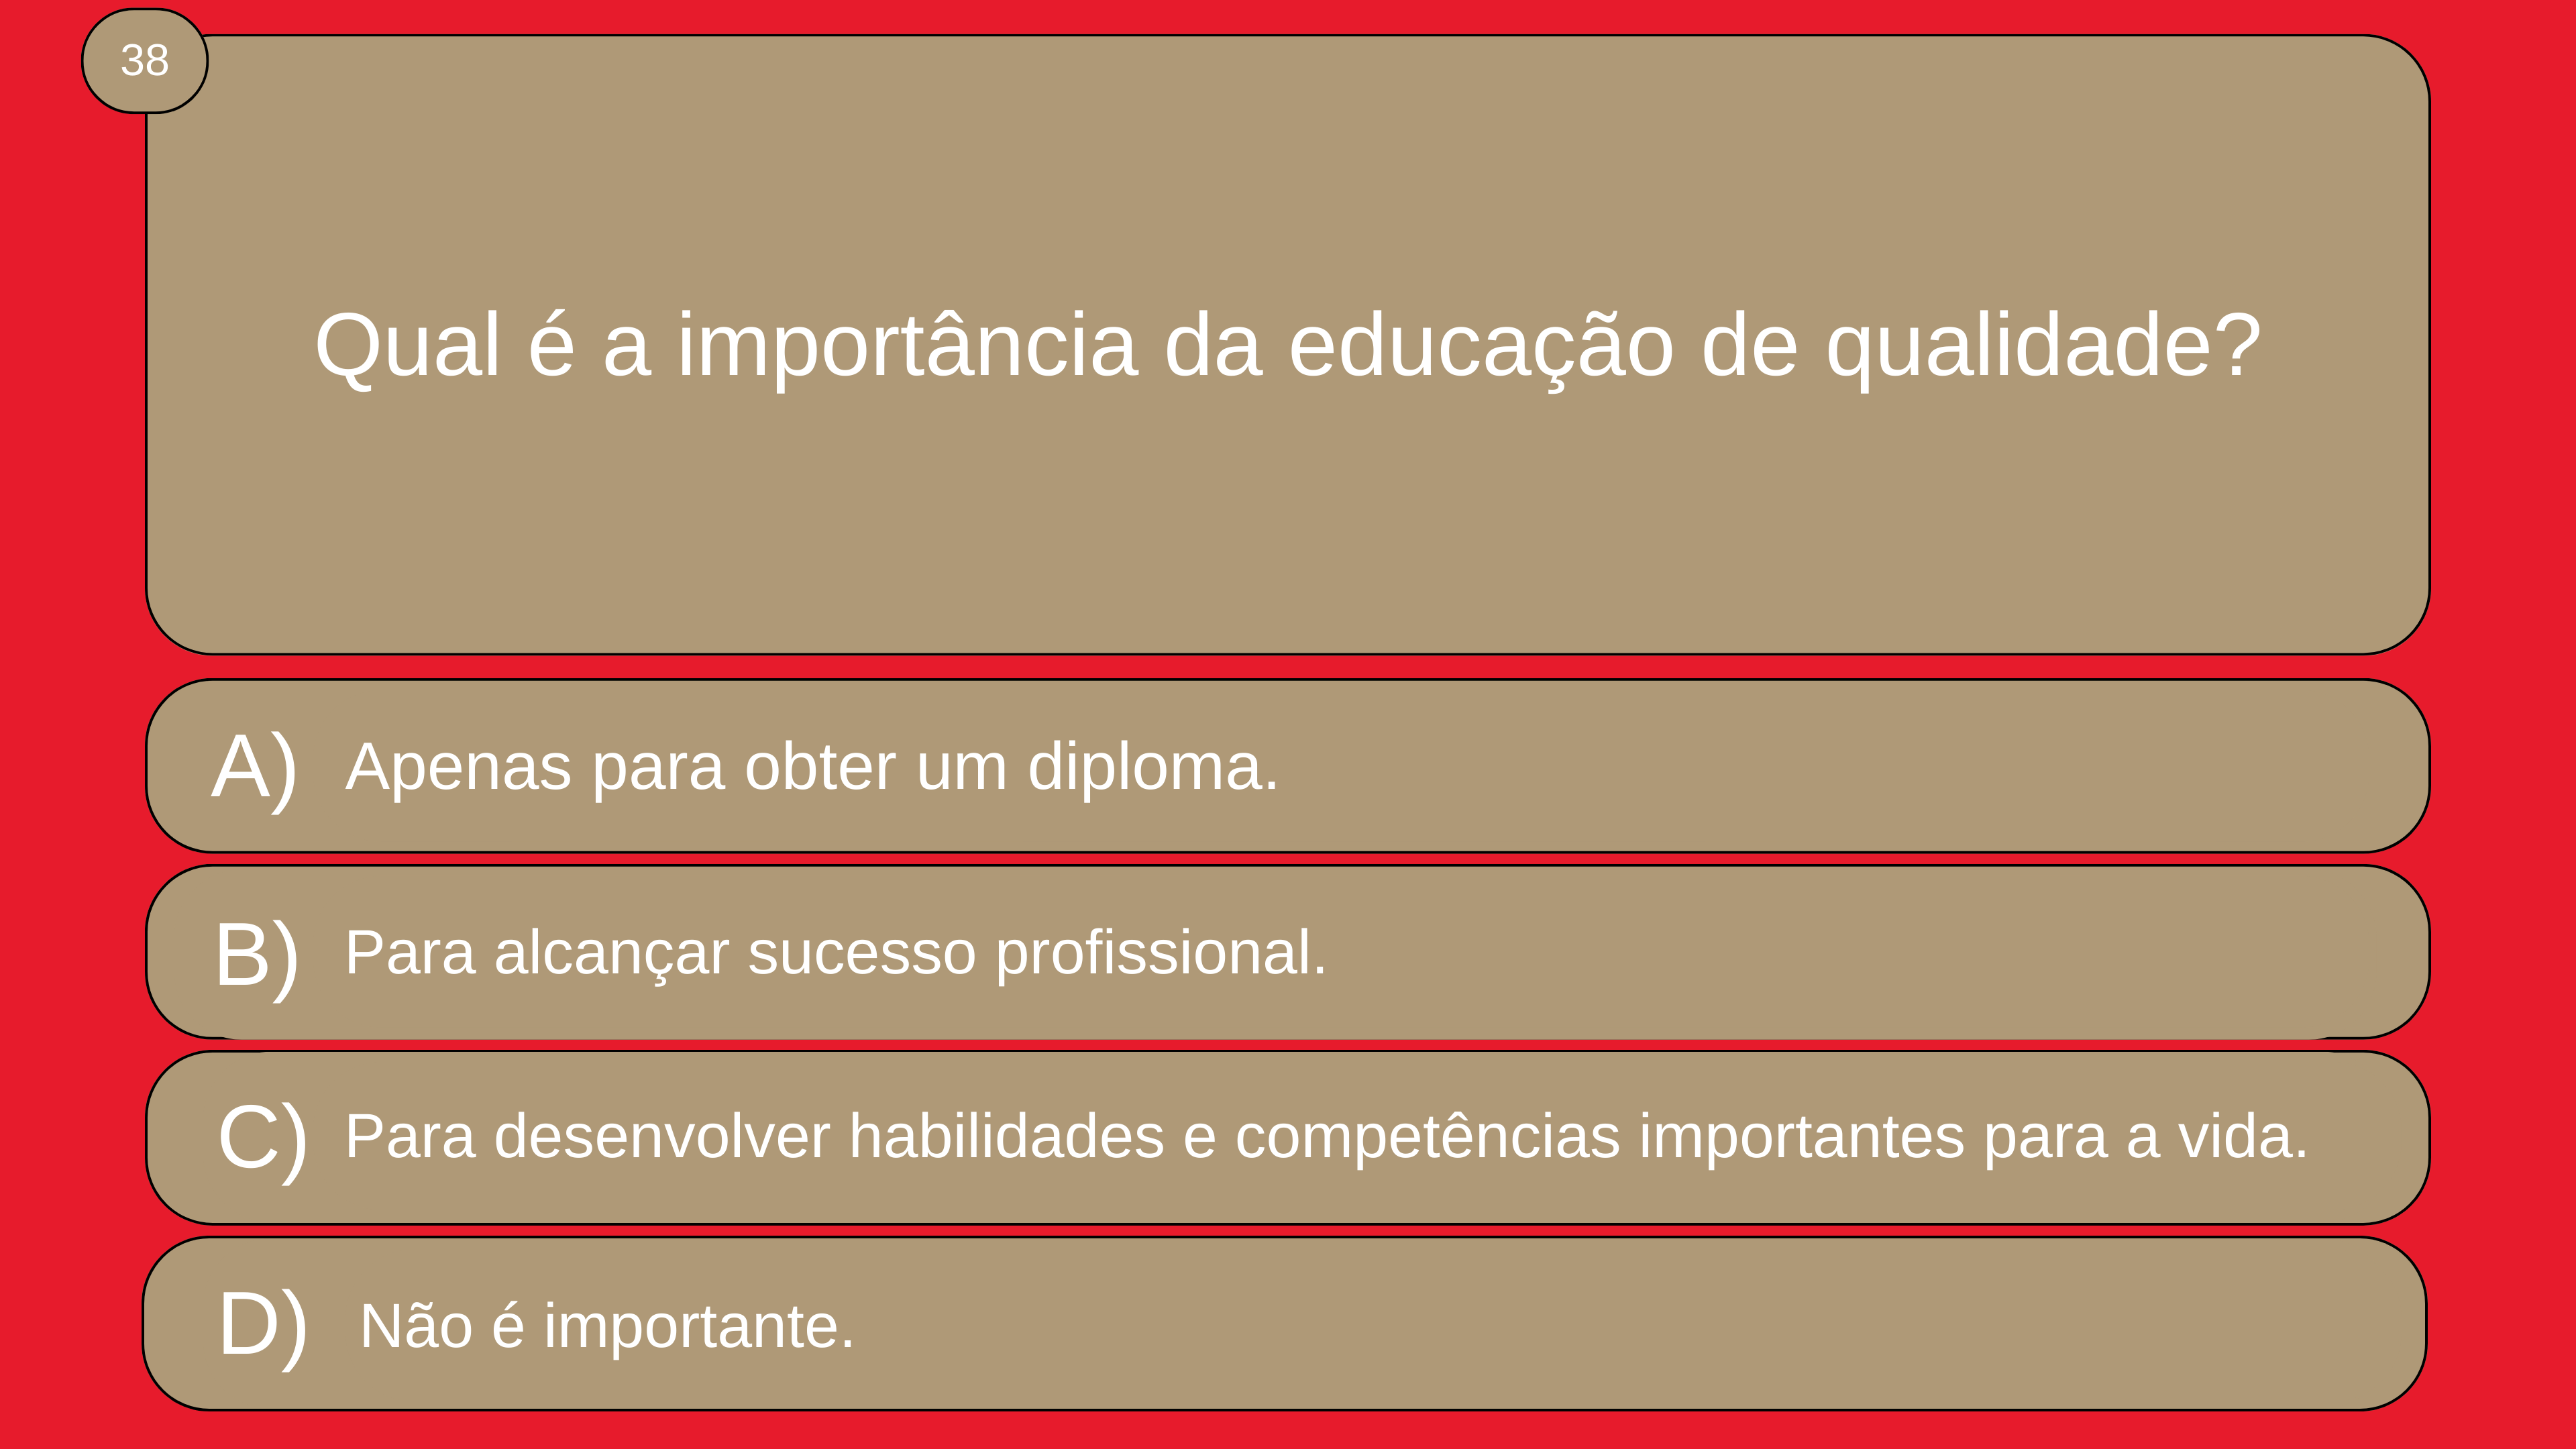 38
Qual é a importância da educação de qualidade?
A) Apenas para obter um diploma.
B) Para alcançar sucesso profissional.
C) Para desenvolver habilidades e competências importantes para a vida.
D) Não é importante.